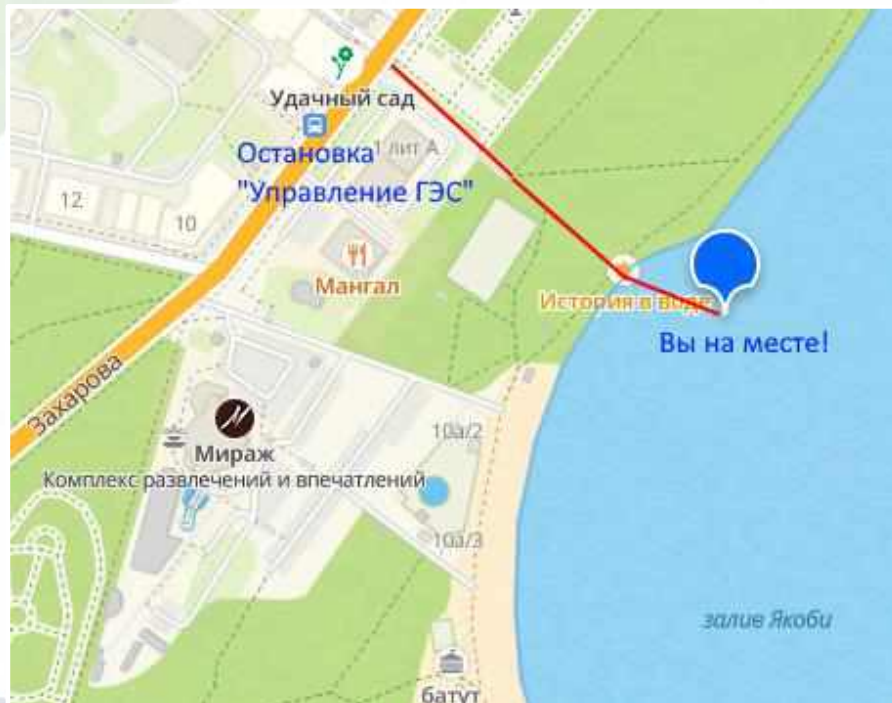 Удачный сад
Остановка
1 лит А
"Управление ГЭС"
12
10
Мангал
История в воде
Вы на месте!
Захарова
10а/2
Мираж
Комплекс развлечений и впечатлений
10а/3
залив Якоби
батут